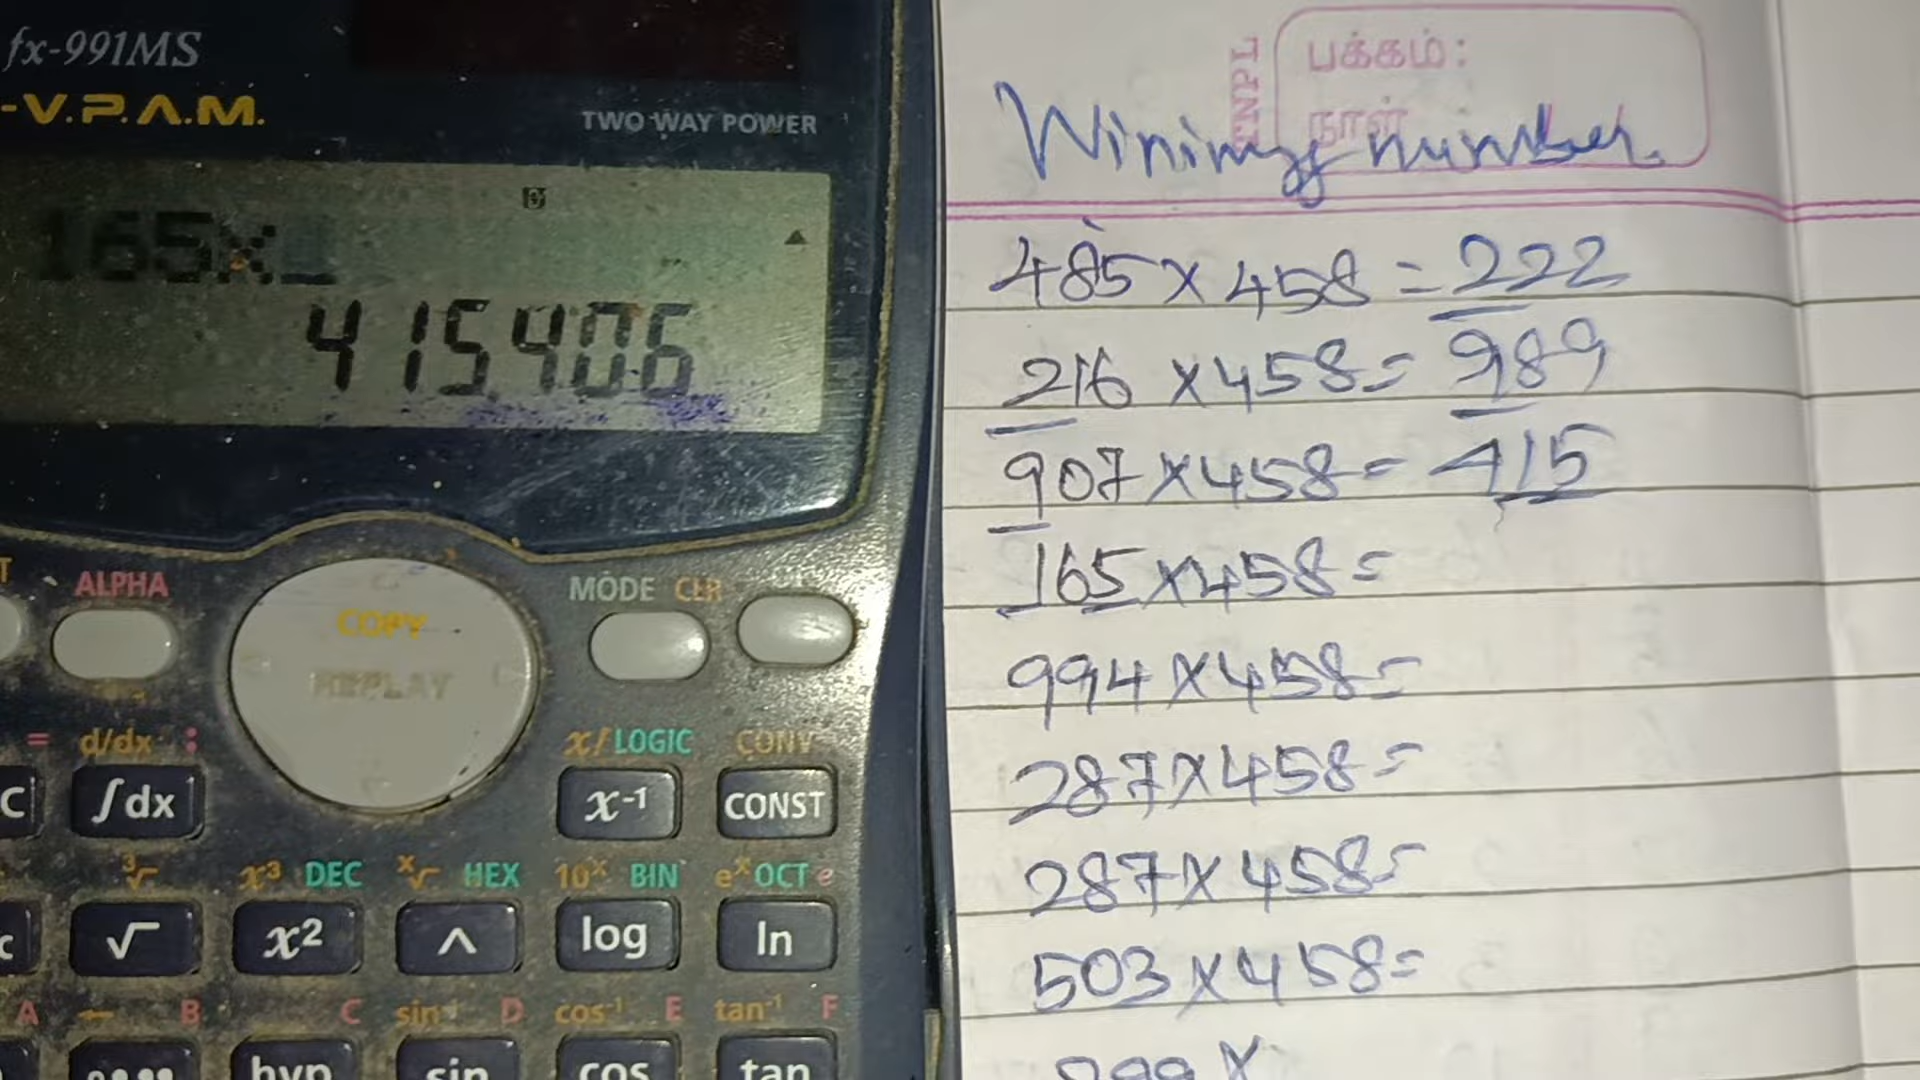 fx-991MS
-V.P.A.M.
TWO WAY POWER
165x_
415406
ALPHA
MODE CLR
COPY
REPLAY
= d/dx :
x! LOGIC CONV
C ∫dx
x⁻¹ CONST
³√ x³ DEC ˣ√ HEX 10ˣ BIN eˣ OCT e
c √ x² ^ log ln
A ← B C sin⁻¹ D cos⁻¹ E tan⁻¹ F
hyp sin cos tan
TNPL
பக்கம் :
நாள் :
Wining number.
485 x 458 = 222
216 x 458 = 989
907 x 458 = 415
165 x 458 =
994 x 458 =
287 x 458 =
287 x 458 =
503 x 458 =